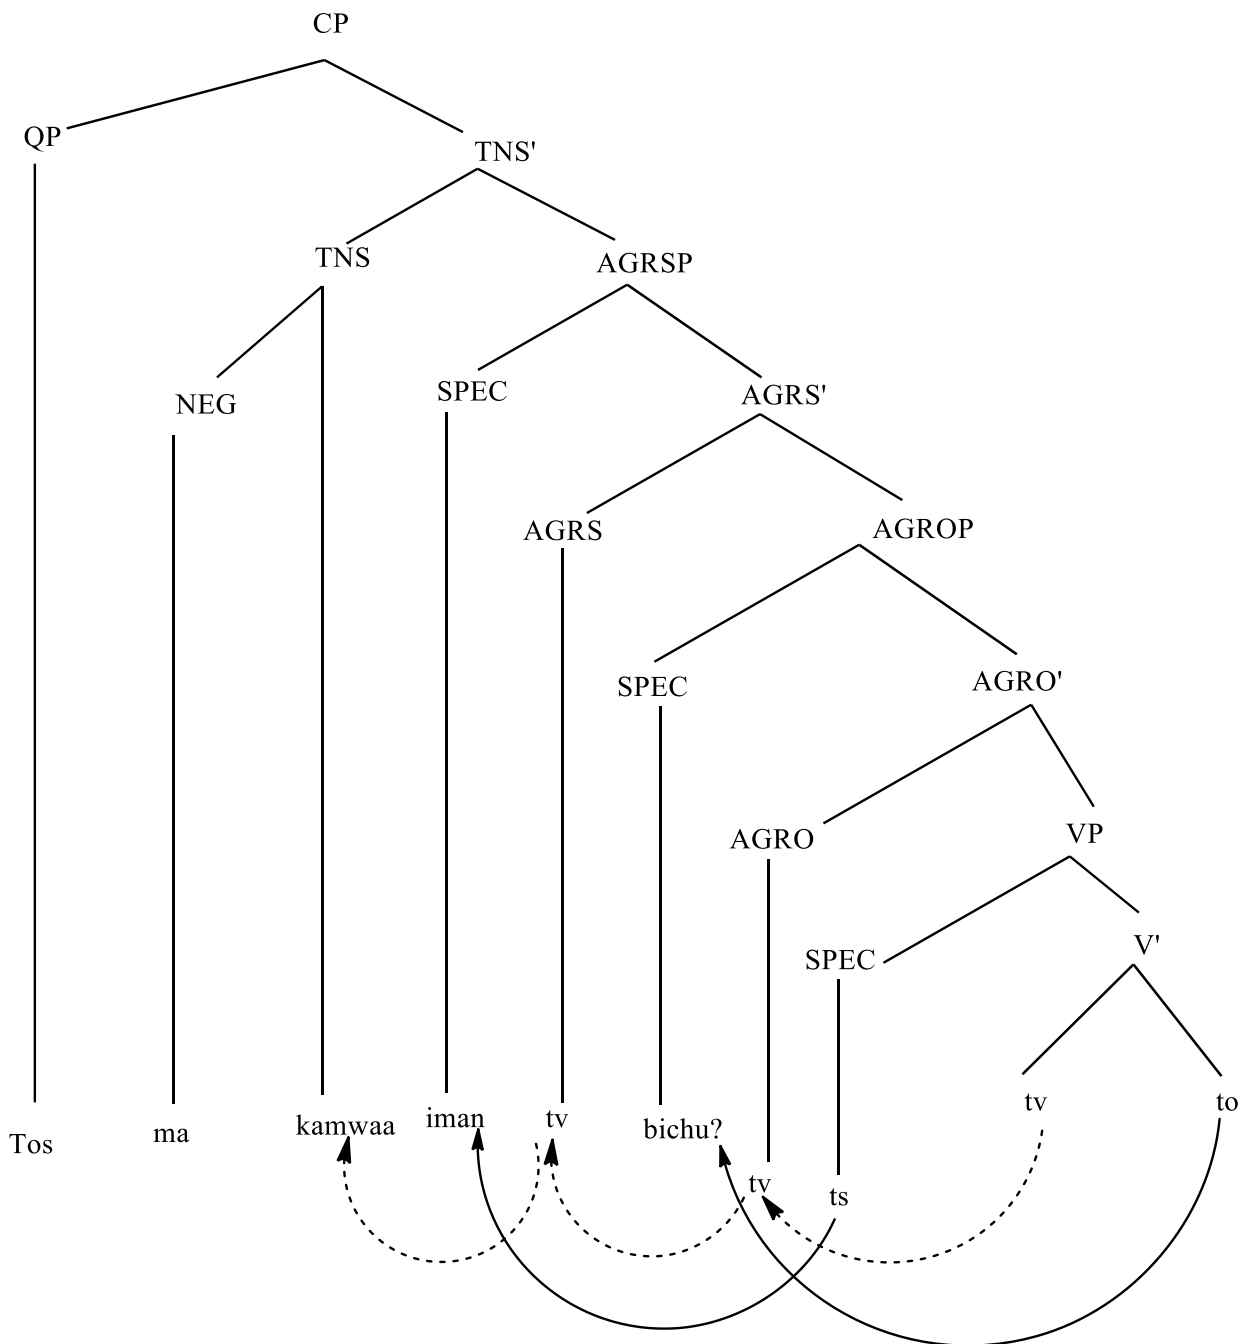 CP
QP
TNS'
TNS
AGRSP
NEG
SPEC
AGRS'
AGRS
AGROP
SPEC
AGRO'
AGRO
VP
SPEC
V'
Tos ma kamwaa iman tv bichu? tv to
tv ts